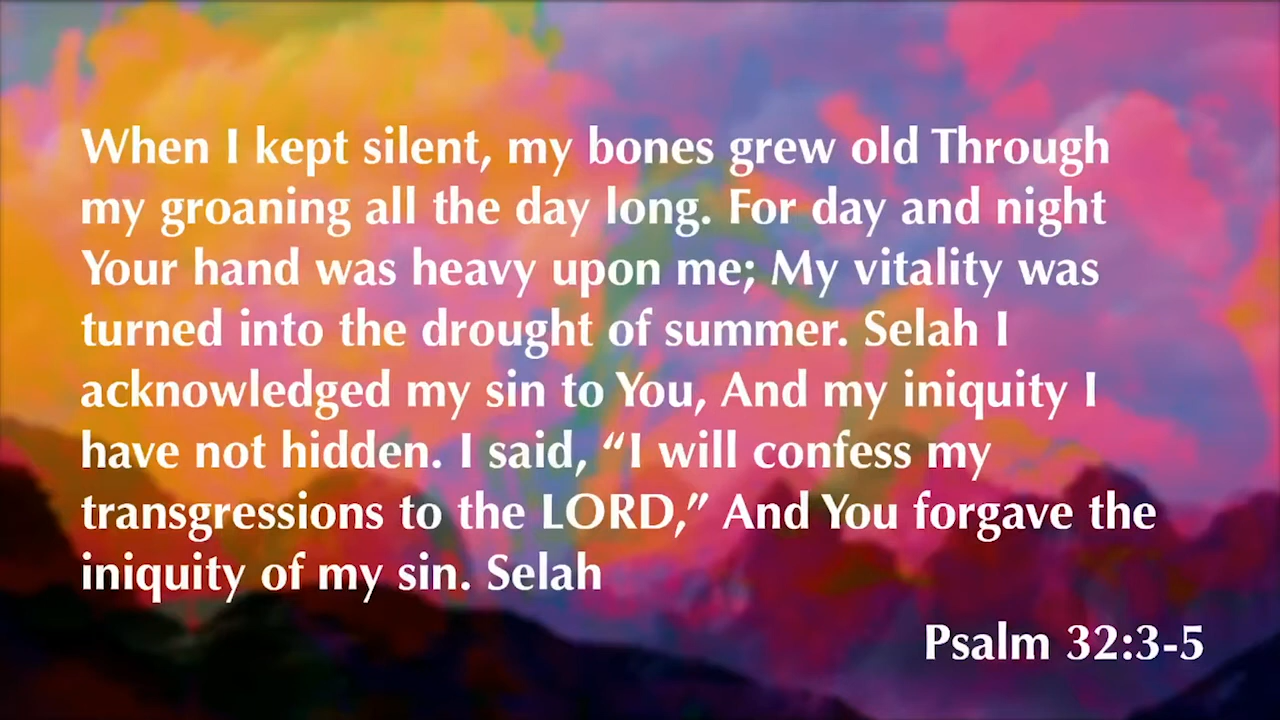 When I kept silent, my bones grew old Through
my groaning all the day long. For day and night
Your hand was heavy upon me; My vitality was
turned into the drought of summer. Selah I
acknowledged my sin to You, And my iniquity I
have not hidden. I said, “I will confess my
transgressions to the LORD,” And You forgave the
iniquity of my sin. Selah
Psalm 32:3-5